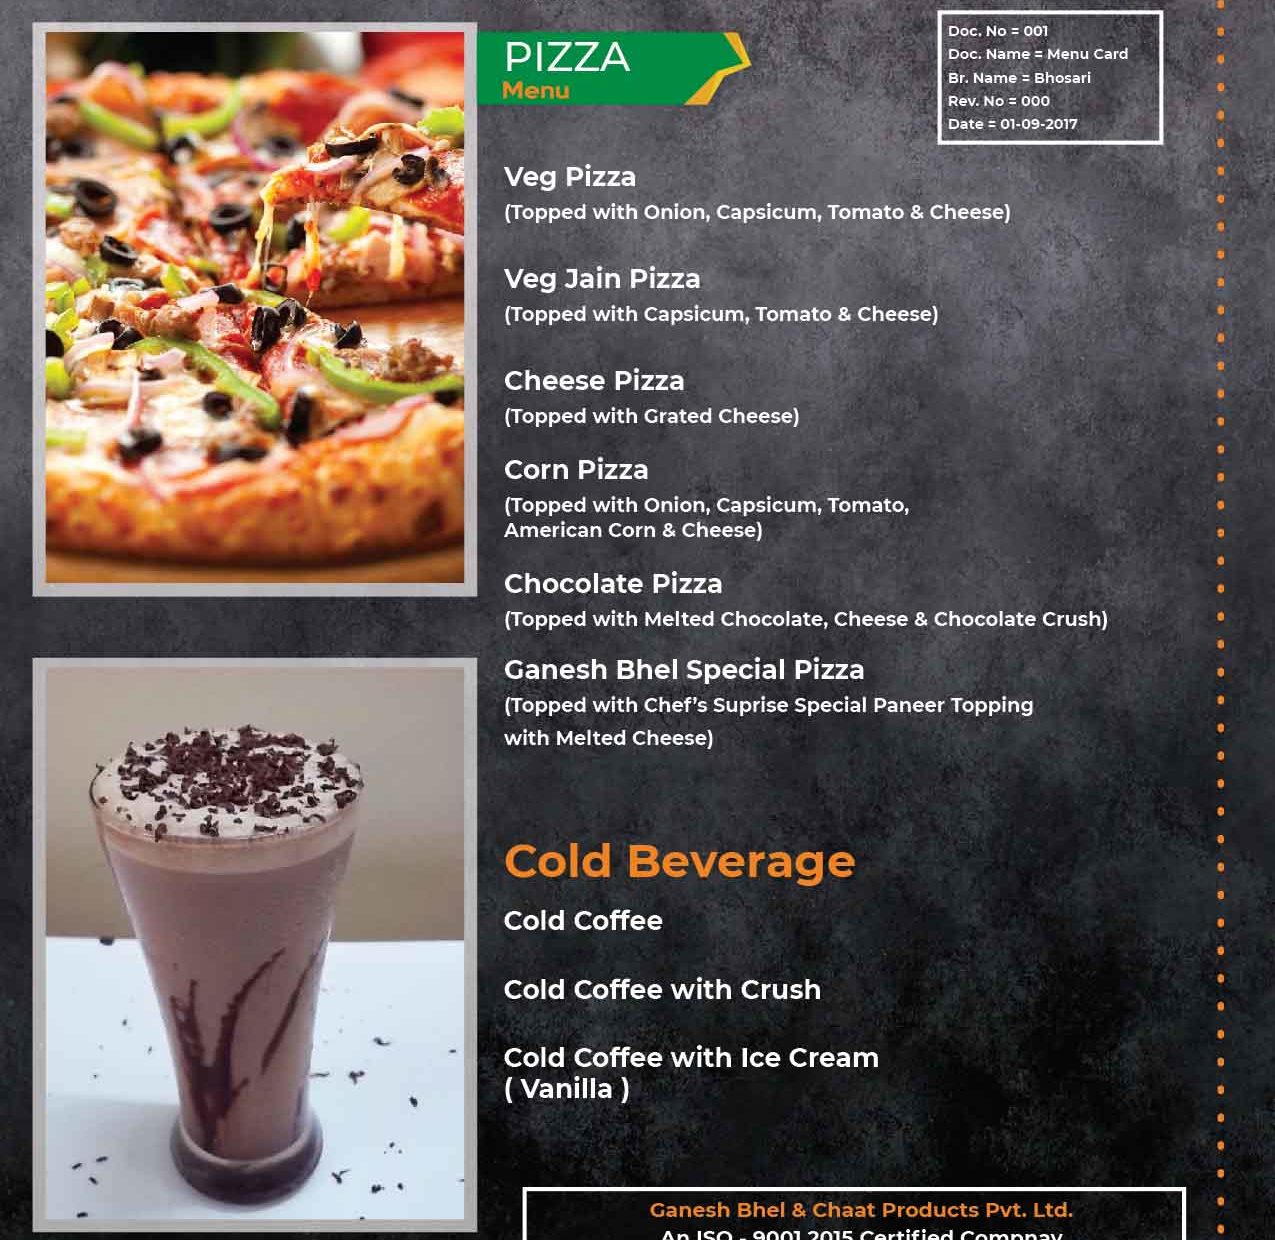 PIZZA
Menu
Doc. No = 001
Doc. Name = Menu Card
Br. Name = Bhosari
Rev. No = 000
Date = 01-09-2017
Veg Pizza
(Topped with Onion, Capsicum, Tomato & Cheese)
Veg Jain Pizza
(Topped with Capsicum, Tomato & Cheese)
Cheese Pizza
(Topped with Grated Cheese)
Corn Pizza
(Topped with Onion, Capsicum, Tomato,
American Corn & Cheese)
Chocolate Pizza
(Topped with Melted Chocolate, Cheese & Chocolate Crush)
Ganesh Bhel Special Pizza
(Topped with Chef's Suprise Special Paneer Topping
with Melted Cheese)
Cold Beverage
Cold Coffee
Cold Coffee with Crush
Cold Coffee with Ice Cream
( Vanilla )
Ganesh Bhel & Chaat Products Pvt. Ltd.
An ISO - 9001 2015 Certified Compnay